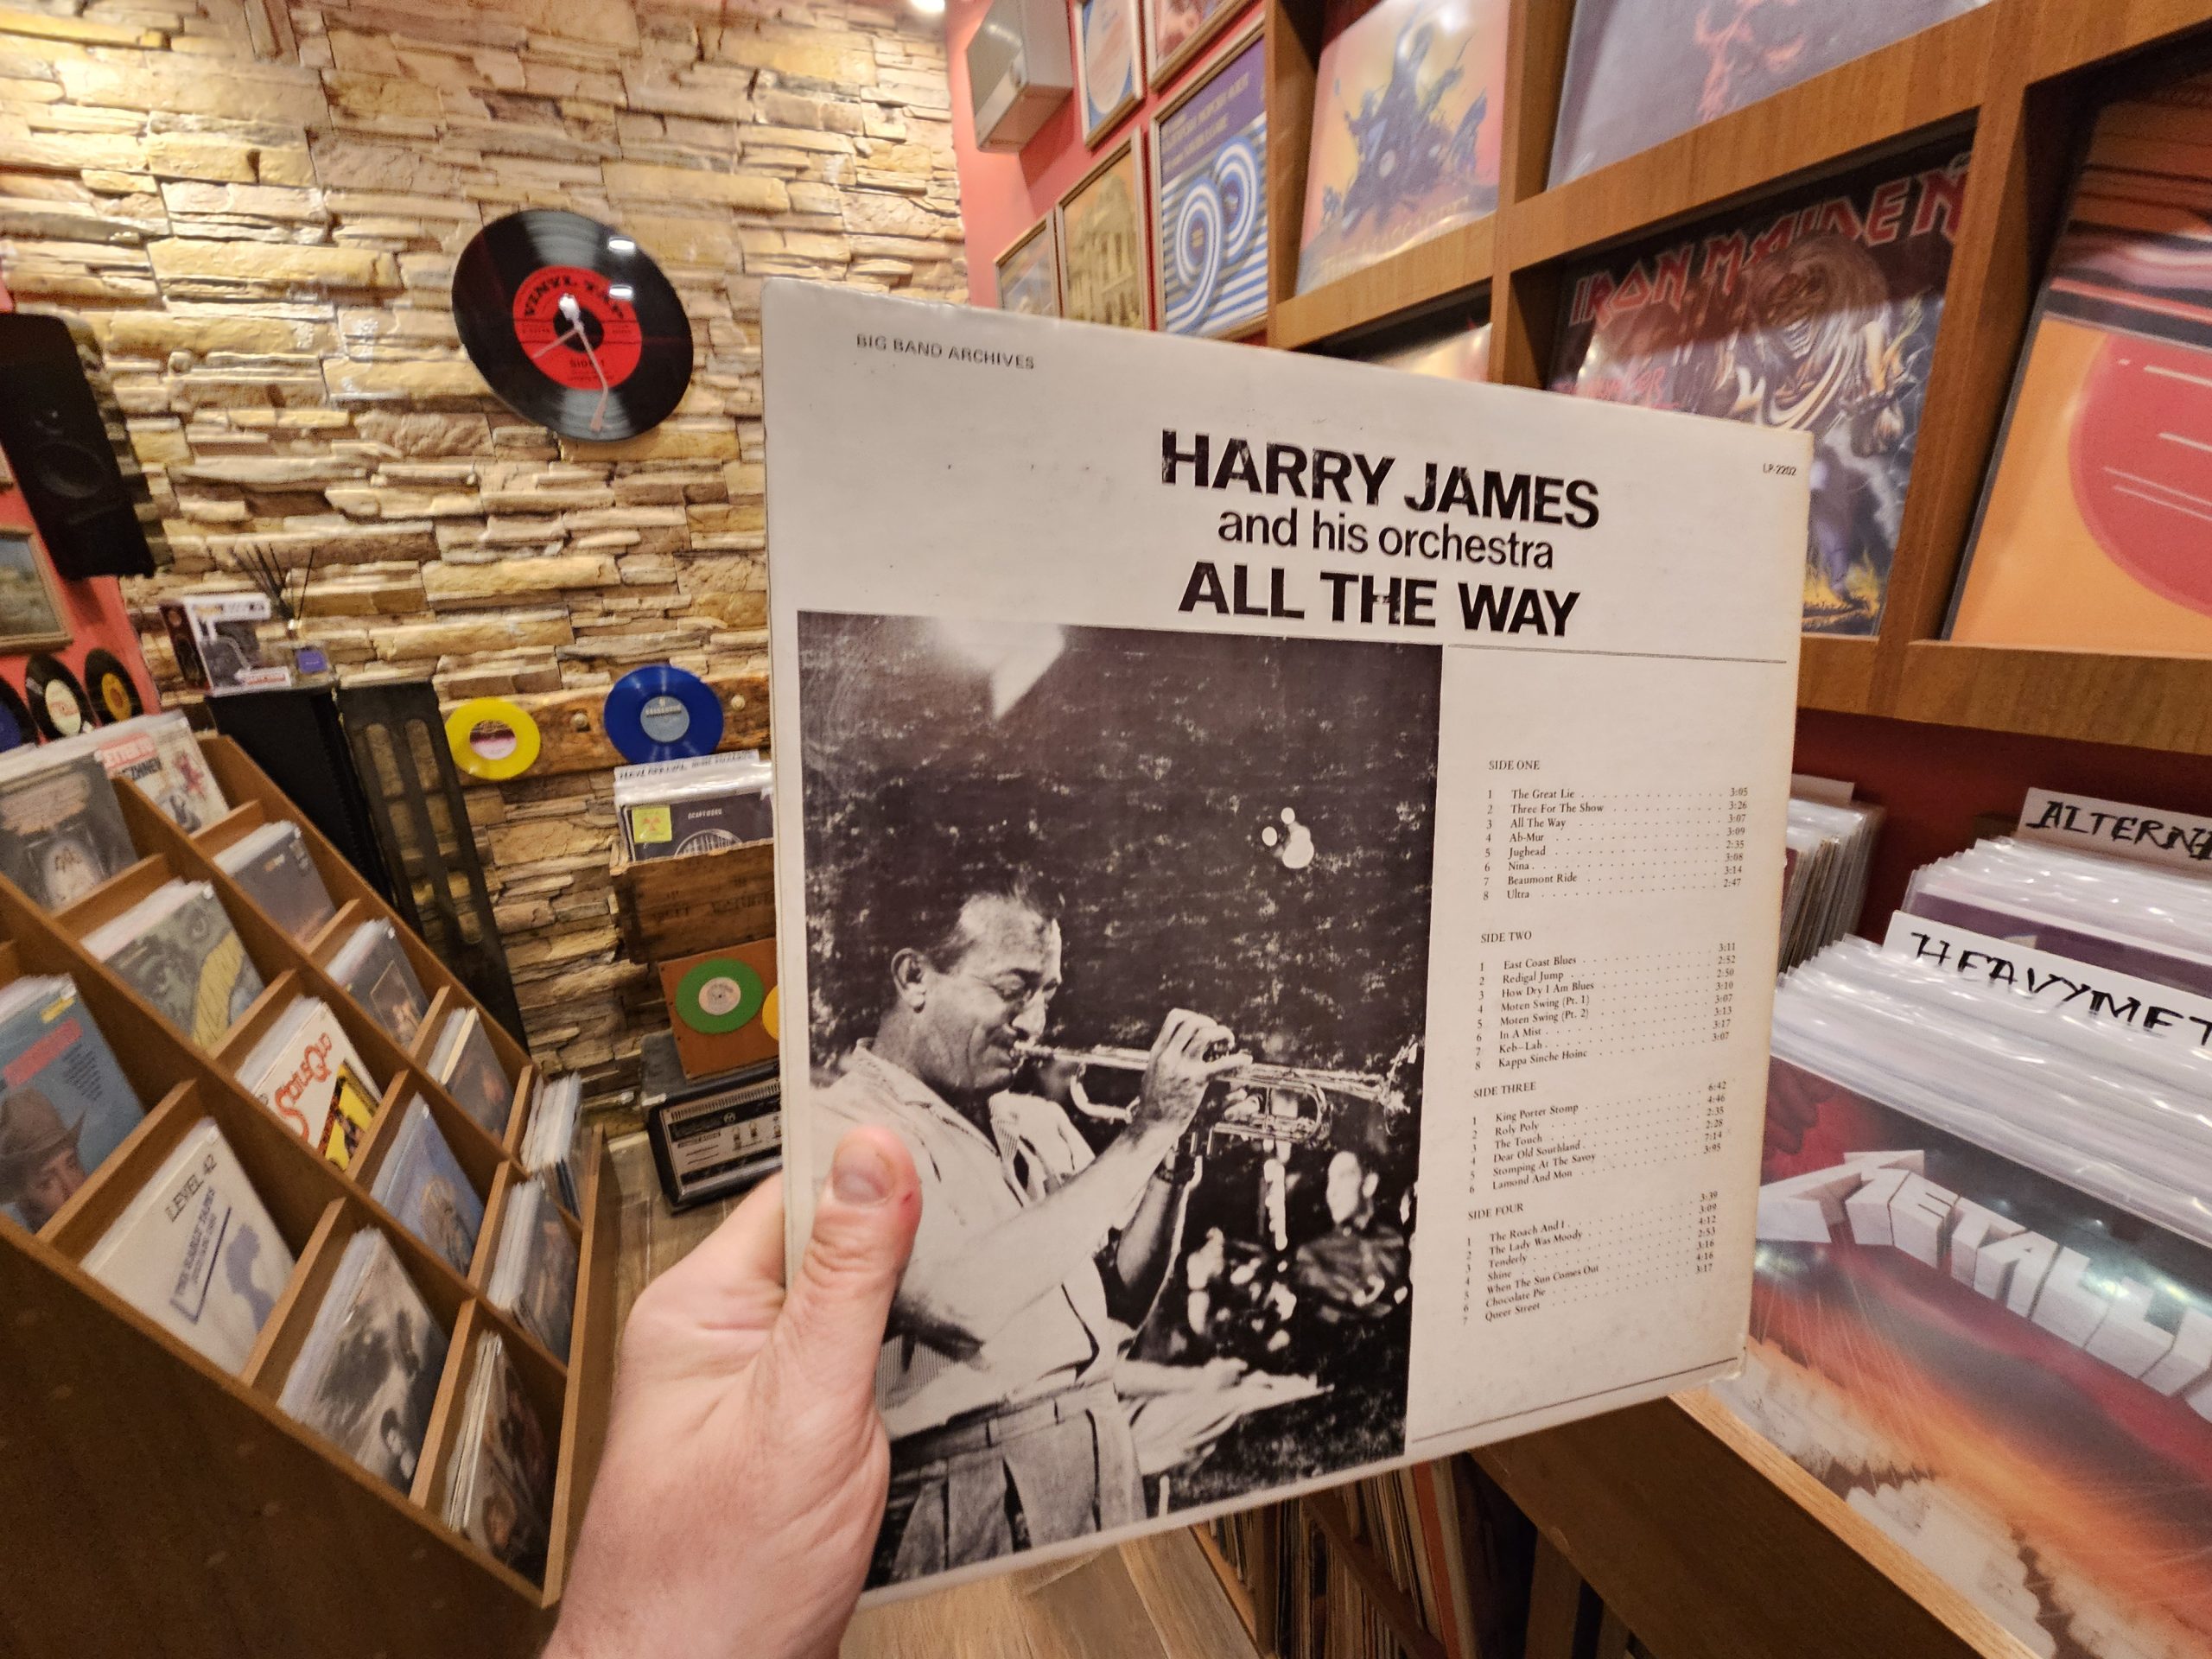 BIG BAND ARCHIVES
HARRY JAMES
and his orchestra
ALL THE WAY
LP-2202
SIDE ONE
1 The Great Lie 3:05
2 Three For The Show 3:26
3 All The Way 3:07
4 Ab-Mur 3:09
5 Jughead 2:35
6 Nina 3:08
7 Beaumont Ride 3:14
8 Ultra 2:47
SIDE TWO
1 East Coast Blues 3:11
2 Redigal Jump 2:52
3 How Dry I Am Blues 2:50
4 Moten Swing (Pt. 1) 3:10
5 Moten Swing (Pt. 2) 3:07
6 In A Mist 3:13
7 Keb-Lah 3:17
8 Kappa Sinche Hoinc 3:07
SIDE THREE
1 King Porter Stomp 6:42
2 Roly Poly 4:46
3 The Touch 2:35
4 Dear Old Southland 2:28
5 Stomping At The Savoy 7:14
6 Lamond And Mon 3:95
SIDE FOUR
1 The Roach And I 3:39
2 The Lady Was Moody 3:09
3 Tenderly 4:12
4 Shine 2:53
5 When The Sun Comes Out 3:16
6 Chocolate Pie 4:16
7 Queer Street 3:17
VINYL TAP
SIDE 1
IRON MAIDEN
ALTERN
HEAVYMET
METALLI
LEVEL 42
STATUS QUO